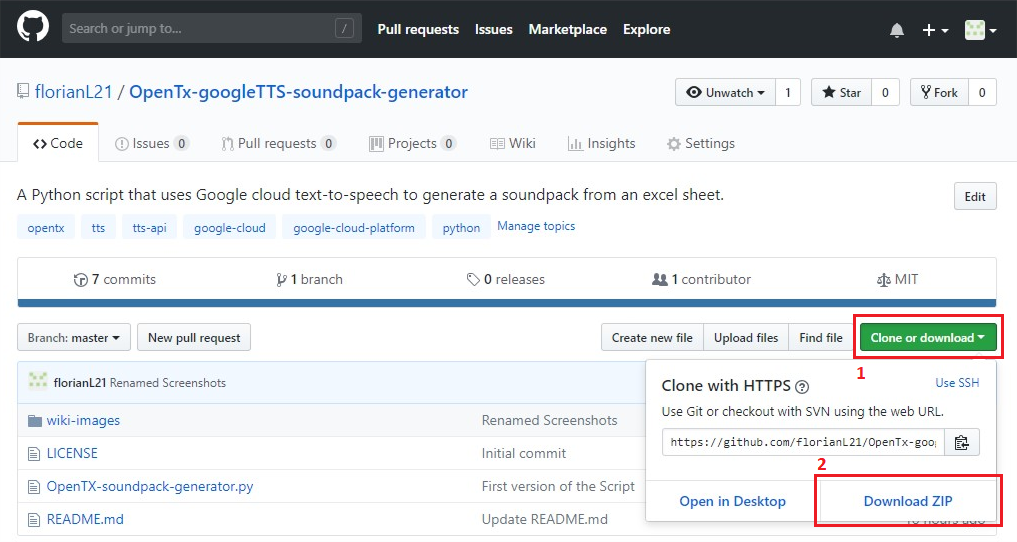 Search or jump to... / Pull requests Issues Marketplace Explore
florianL21 / OpenTx-googleTTS-soundpack-generator Unwatch 1 Star 0 Fork 0
Code Issues 0 Pull requests 0 Projects 0 Wiki Insights Settings
A Python script that uses Google cloud text-to-speech to generate a soundpack from an excel sheet. Edit
opentx tts tts-api google-cloud google-cloud-platform python Manage topics
7 commits 1 branch 0 releases 1 contributor MIT
Branch: master New pull request Create new file Upload files Find file Clone or download
1
florianL21 Renamed Screenshots
Clone with HTTPS ? Use SSH
Use Git or checkout with SVN using the web URL.
wiki-images Renamed Screenshots
https://github.com/florianL21/OpenTx-goo
LICENSE Initial commit
2
OpenTX-soundpack-generator.py First version of the Script
Open in Desktop Download ZIP
README.md Update README.md